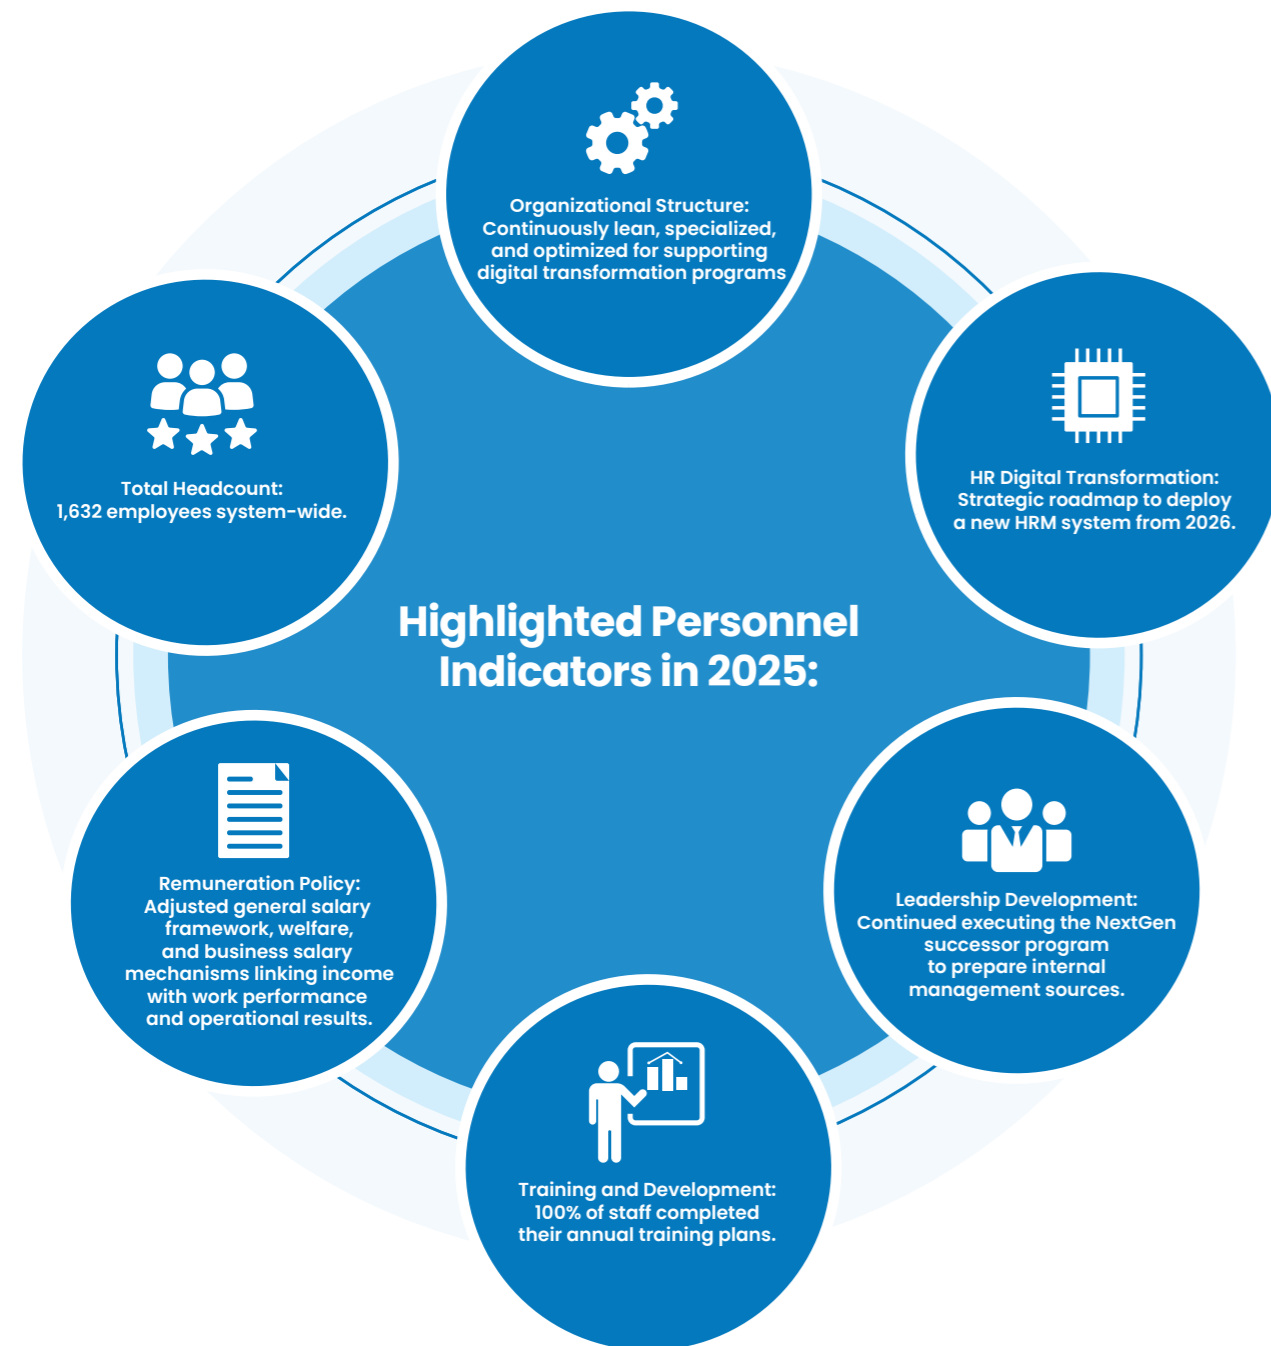 Organizational Structure:
Continuously lean, specialized,
and optimized for supporting
digital transformation programs
HR Digital Transformation:
Strategic roadmap to deploy
a new HRM system from 2026.
Total Headcount:
1,632 employees system-wide.
Highlighted Personnel
Indicators in 2025:
Remuneration Policy:
Adjusted general salary
framework, welfare,
and business salary
mechanisms linking income
with work performance
and operational results.
Leadership Development:
Continued executing the NextGen
successor program
to prepare internal
management sources.
Training and Development:
100% of staff completed
their annual training plans.